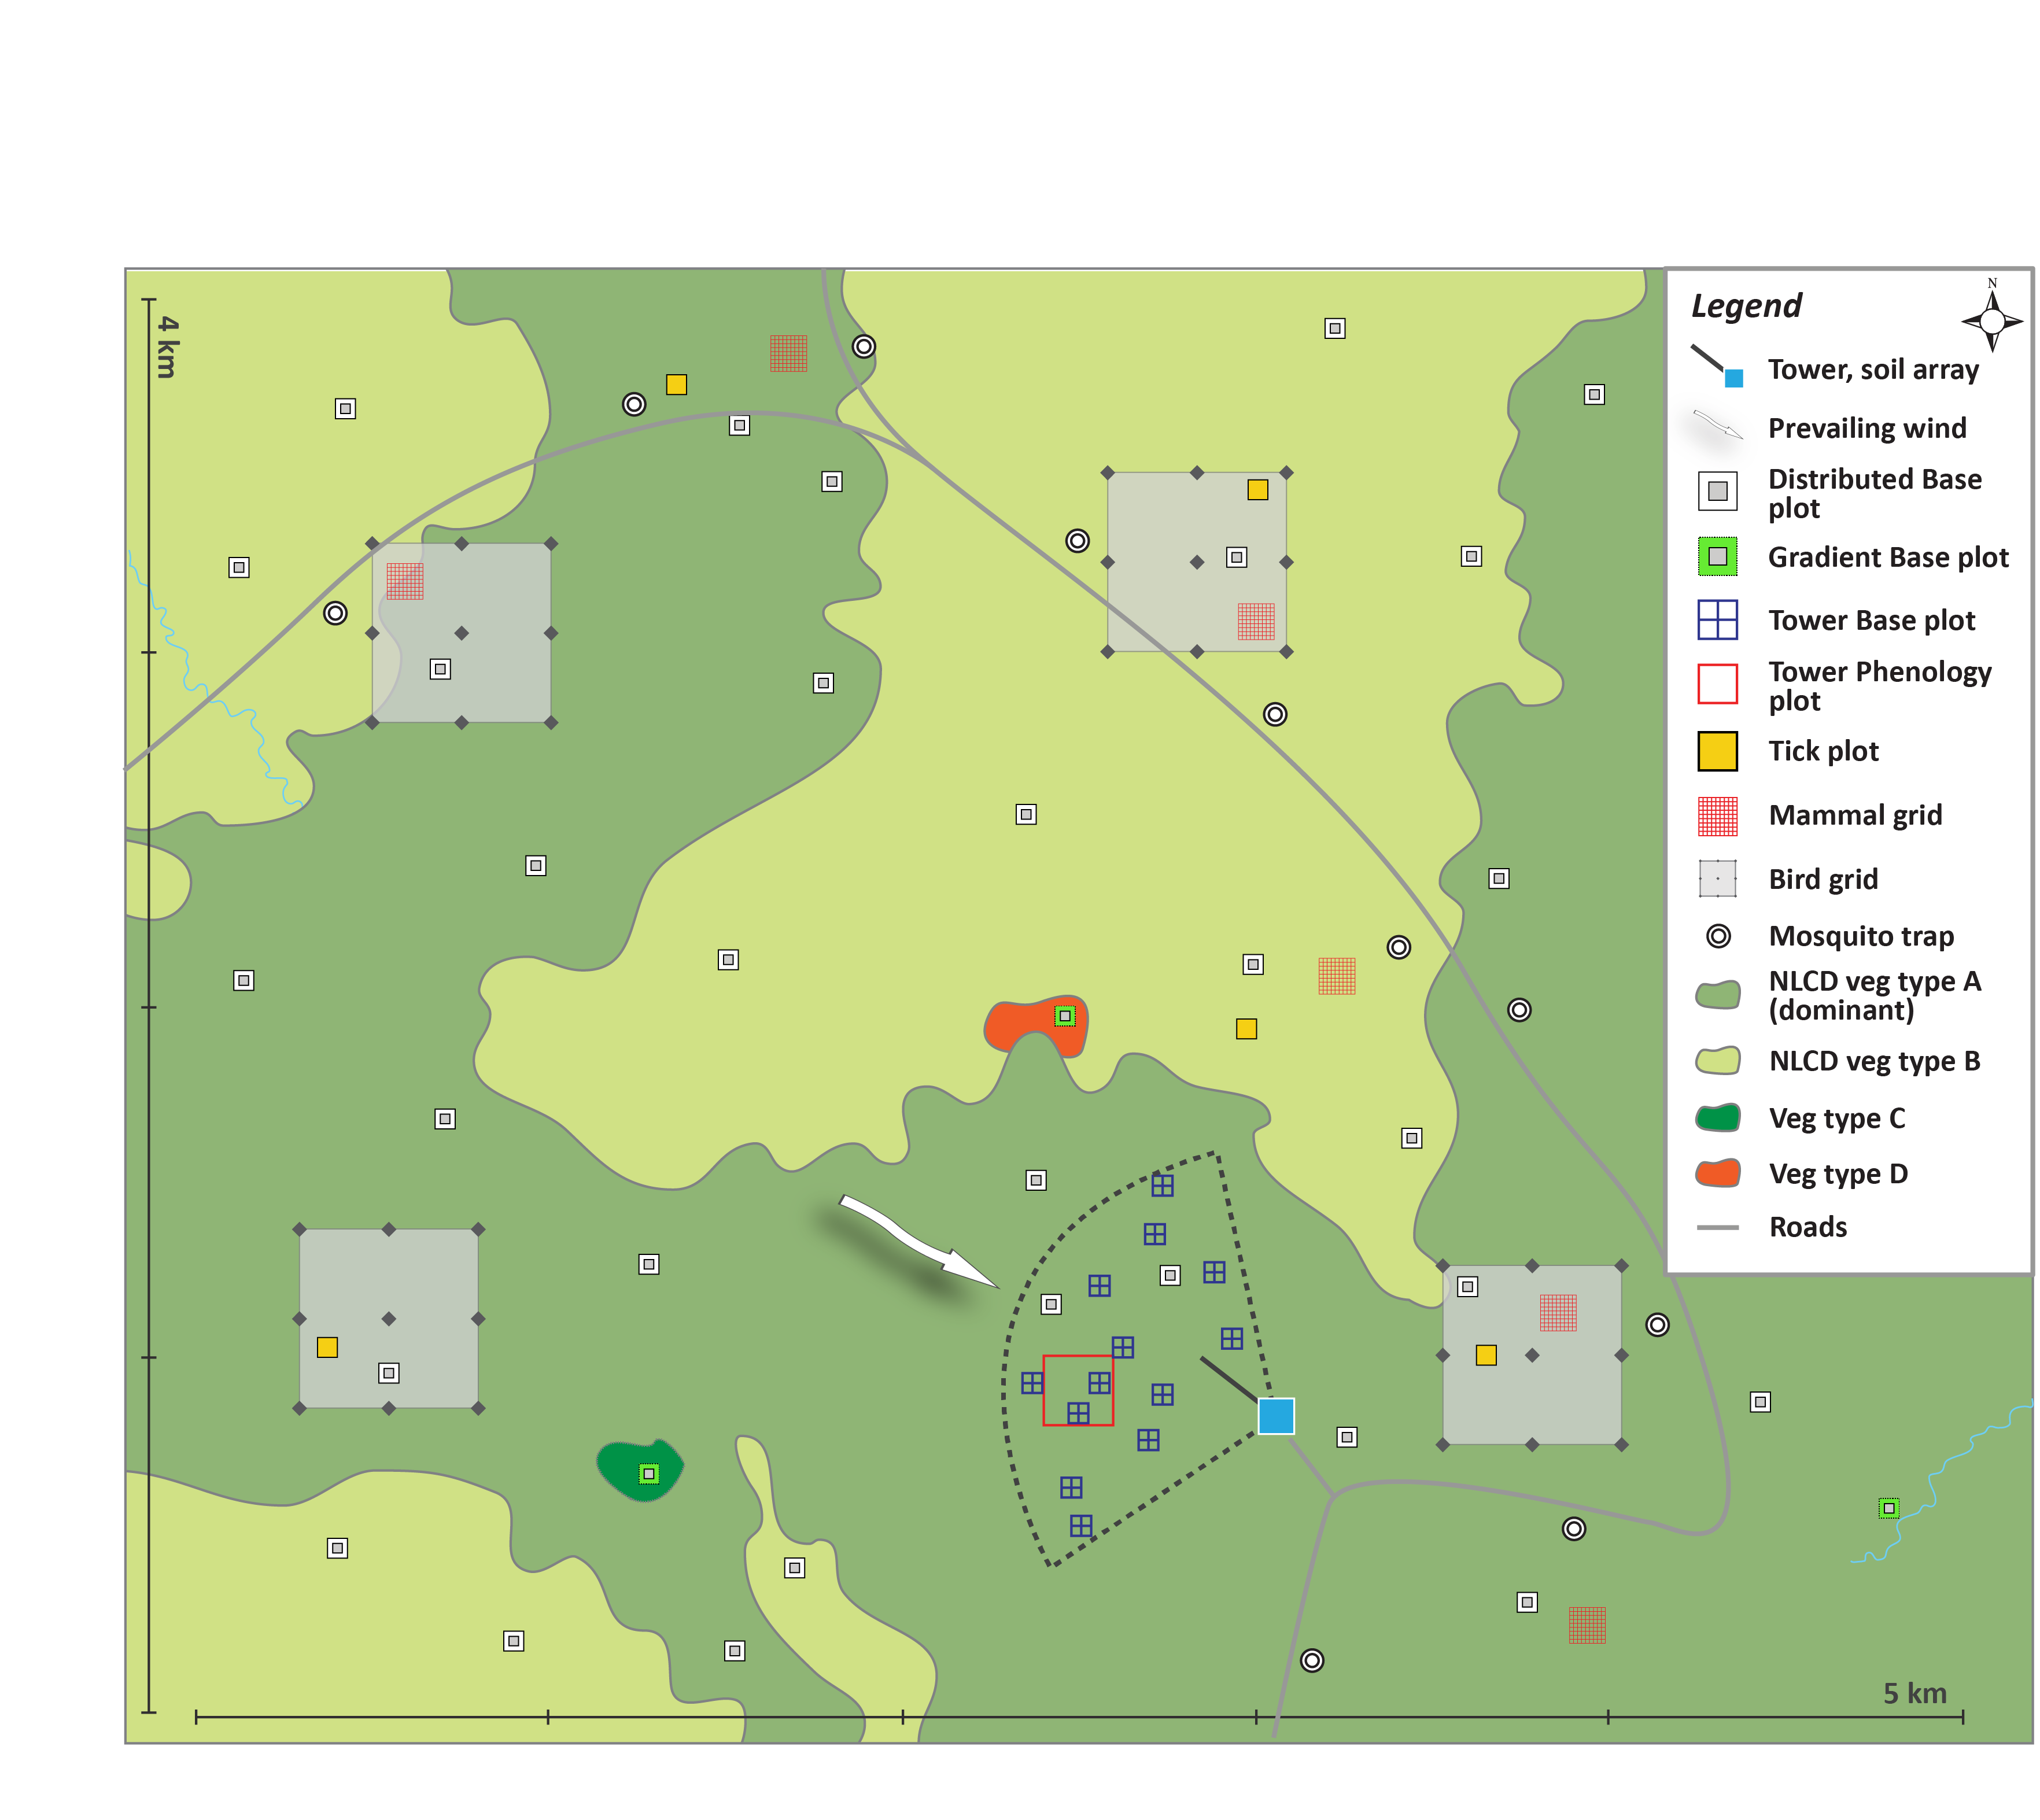 4 km
Legend
N
Tower, soil array
Prevailing wind
Distributed Base
plot
Gradient Base plot
Tower Base plot
Tower Phenology
plot
Tick plot
Mammal grid
Bird grid
Mosquito trap
NLCD veg type A
(dominant)
NLCD veg type B
Veg type C
Veg type D
Roads
5 km